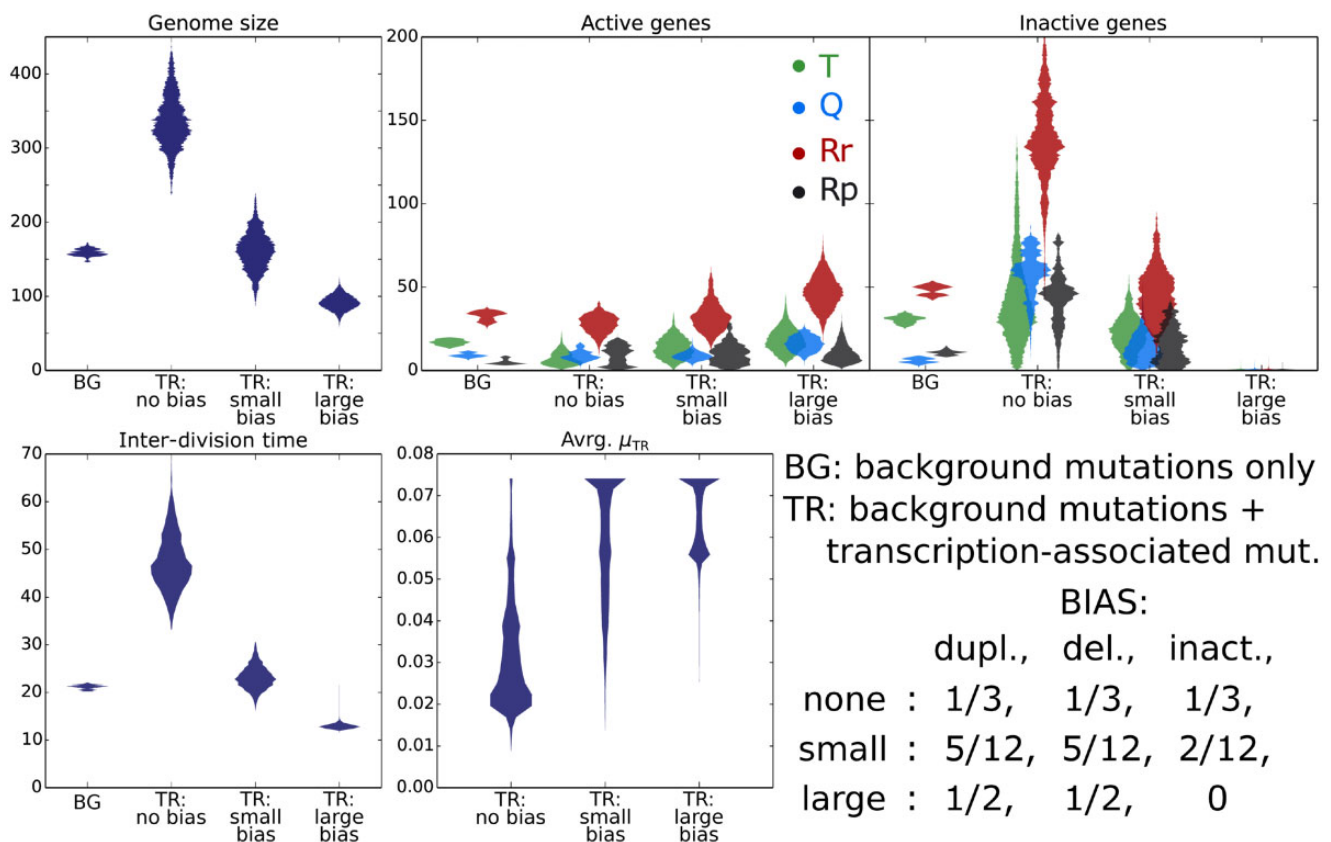 Genome size
Active genes
Inactive genes
400
300
200
100
0
BG
TR:
no bias
TR:
small
bias
TR:
large
bias
200
150
100
50
0
T
Q
Rr
Rp
BG
TR:
no bias
TR:
small
bias
TR:
large
bias
BG
TR:
no bias
TR:
small
bias
TR:
large
bias
Inter-division time
70
60
50
40
30
20
10
0
BG
TR:
no bias
TR:
small
bias
TR:
large
bias
Avrg. μTR
0.08
0.07
0.06
0.05
0.04
0.03
0.02
0.01
0.00
TR:
no bias
TR:
small
bias
TR:
large
bias
BG: background mutations only
TR: background mutations +
transcription-associated mut.
BIAS:
dupl., del., inact.,
none : 1/3, 1/3, 1/3,
small : 5/12, 5/12, 2/12,
large : 1/2, 1/2, 0